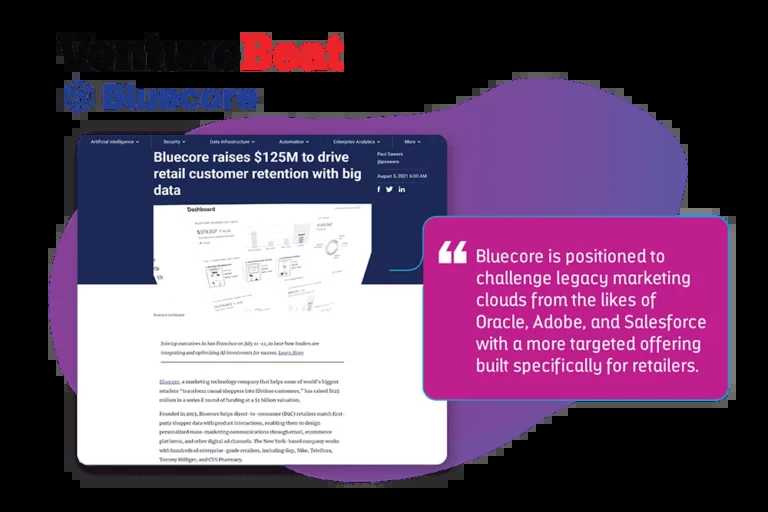 VentureBeat
Bluecore
Artificial Intelligence Security Data Infrastructure Automation Enterprise Analytics More
Bluecore raises $125M to drive
retail customer retention with big
data
Paul Sawers
@psawers
August 5, 2021 6:00 AM
Dashboard
Bluecore dashboard
Join top executives in San Francisco on July 11-12, to hear how leaders are
integrating and optimizing AI investments for success. Learn More
Bluecore, a marketing technology company that helps some of world's biggest
retailers "transform casual shoppers into lifetime customers," has raised $125
million in a series E round of funding at a $1 billion valuation.
Founded in 2013, Bluecore helps direct-to-consumer (D2C) retailers match first-
party shopper data with product interactions, enabling them to design
personalized mass-marketing communications through email, ecommerce
platforms, and other digital ad channels. The New York-based company works
with hundreds of enterprise-grade retailers, including Gap, Nike, Teleflora,
Tommy Hilfiger, and CVS Pharmacy.
“ Bluecore is positioned to
challenge legacy marketing
clouds from the likes of
Oracle, Adobe, and Salesforce
with a more targeted offering
built specifically for retailers.